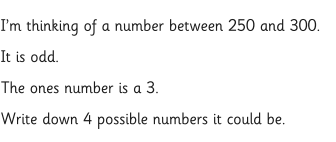 I'm thinking of a number between 250 and 300.
It is odd.
The ones number is a 3.
Write down 4 possible numbers it could be.